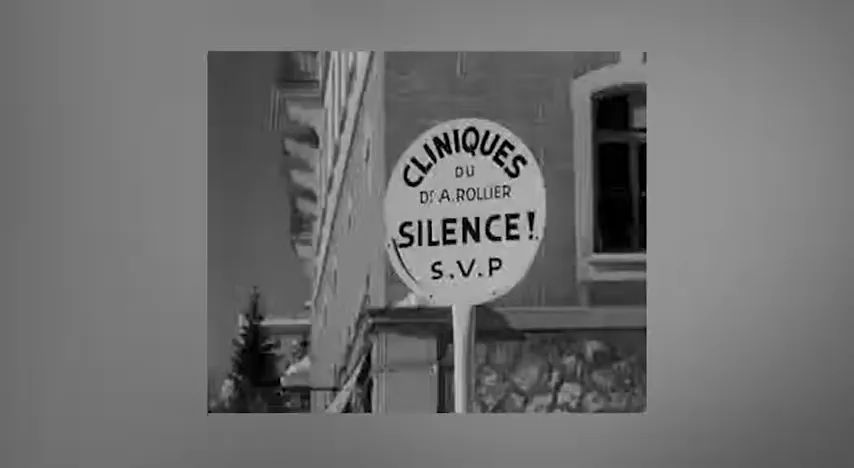 CLINIQUES
DU
DR A. ROLLIER
SILENCE!
S.V.P